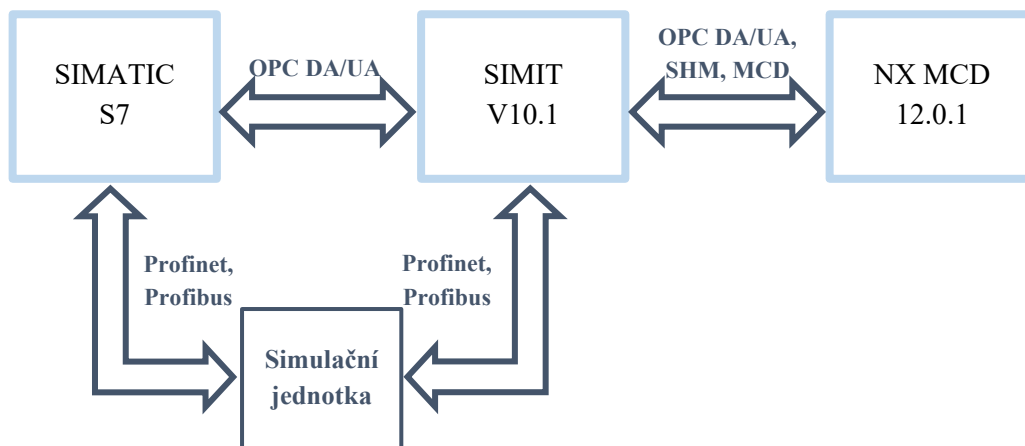 SIMATIC
S7
OPC DA/UA
SIMIT
V10.1
OPC DA/UA,
SHM, MCD
NX MCD
12.0.1
Profinet,
Profibus
Profinet,
Profibus
Simulační
jednotka